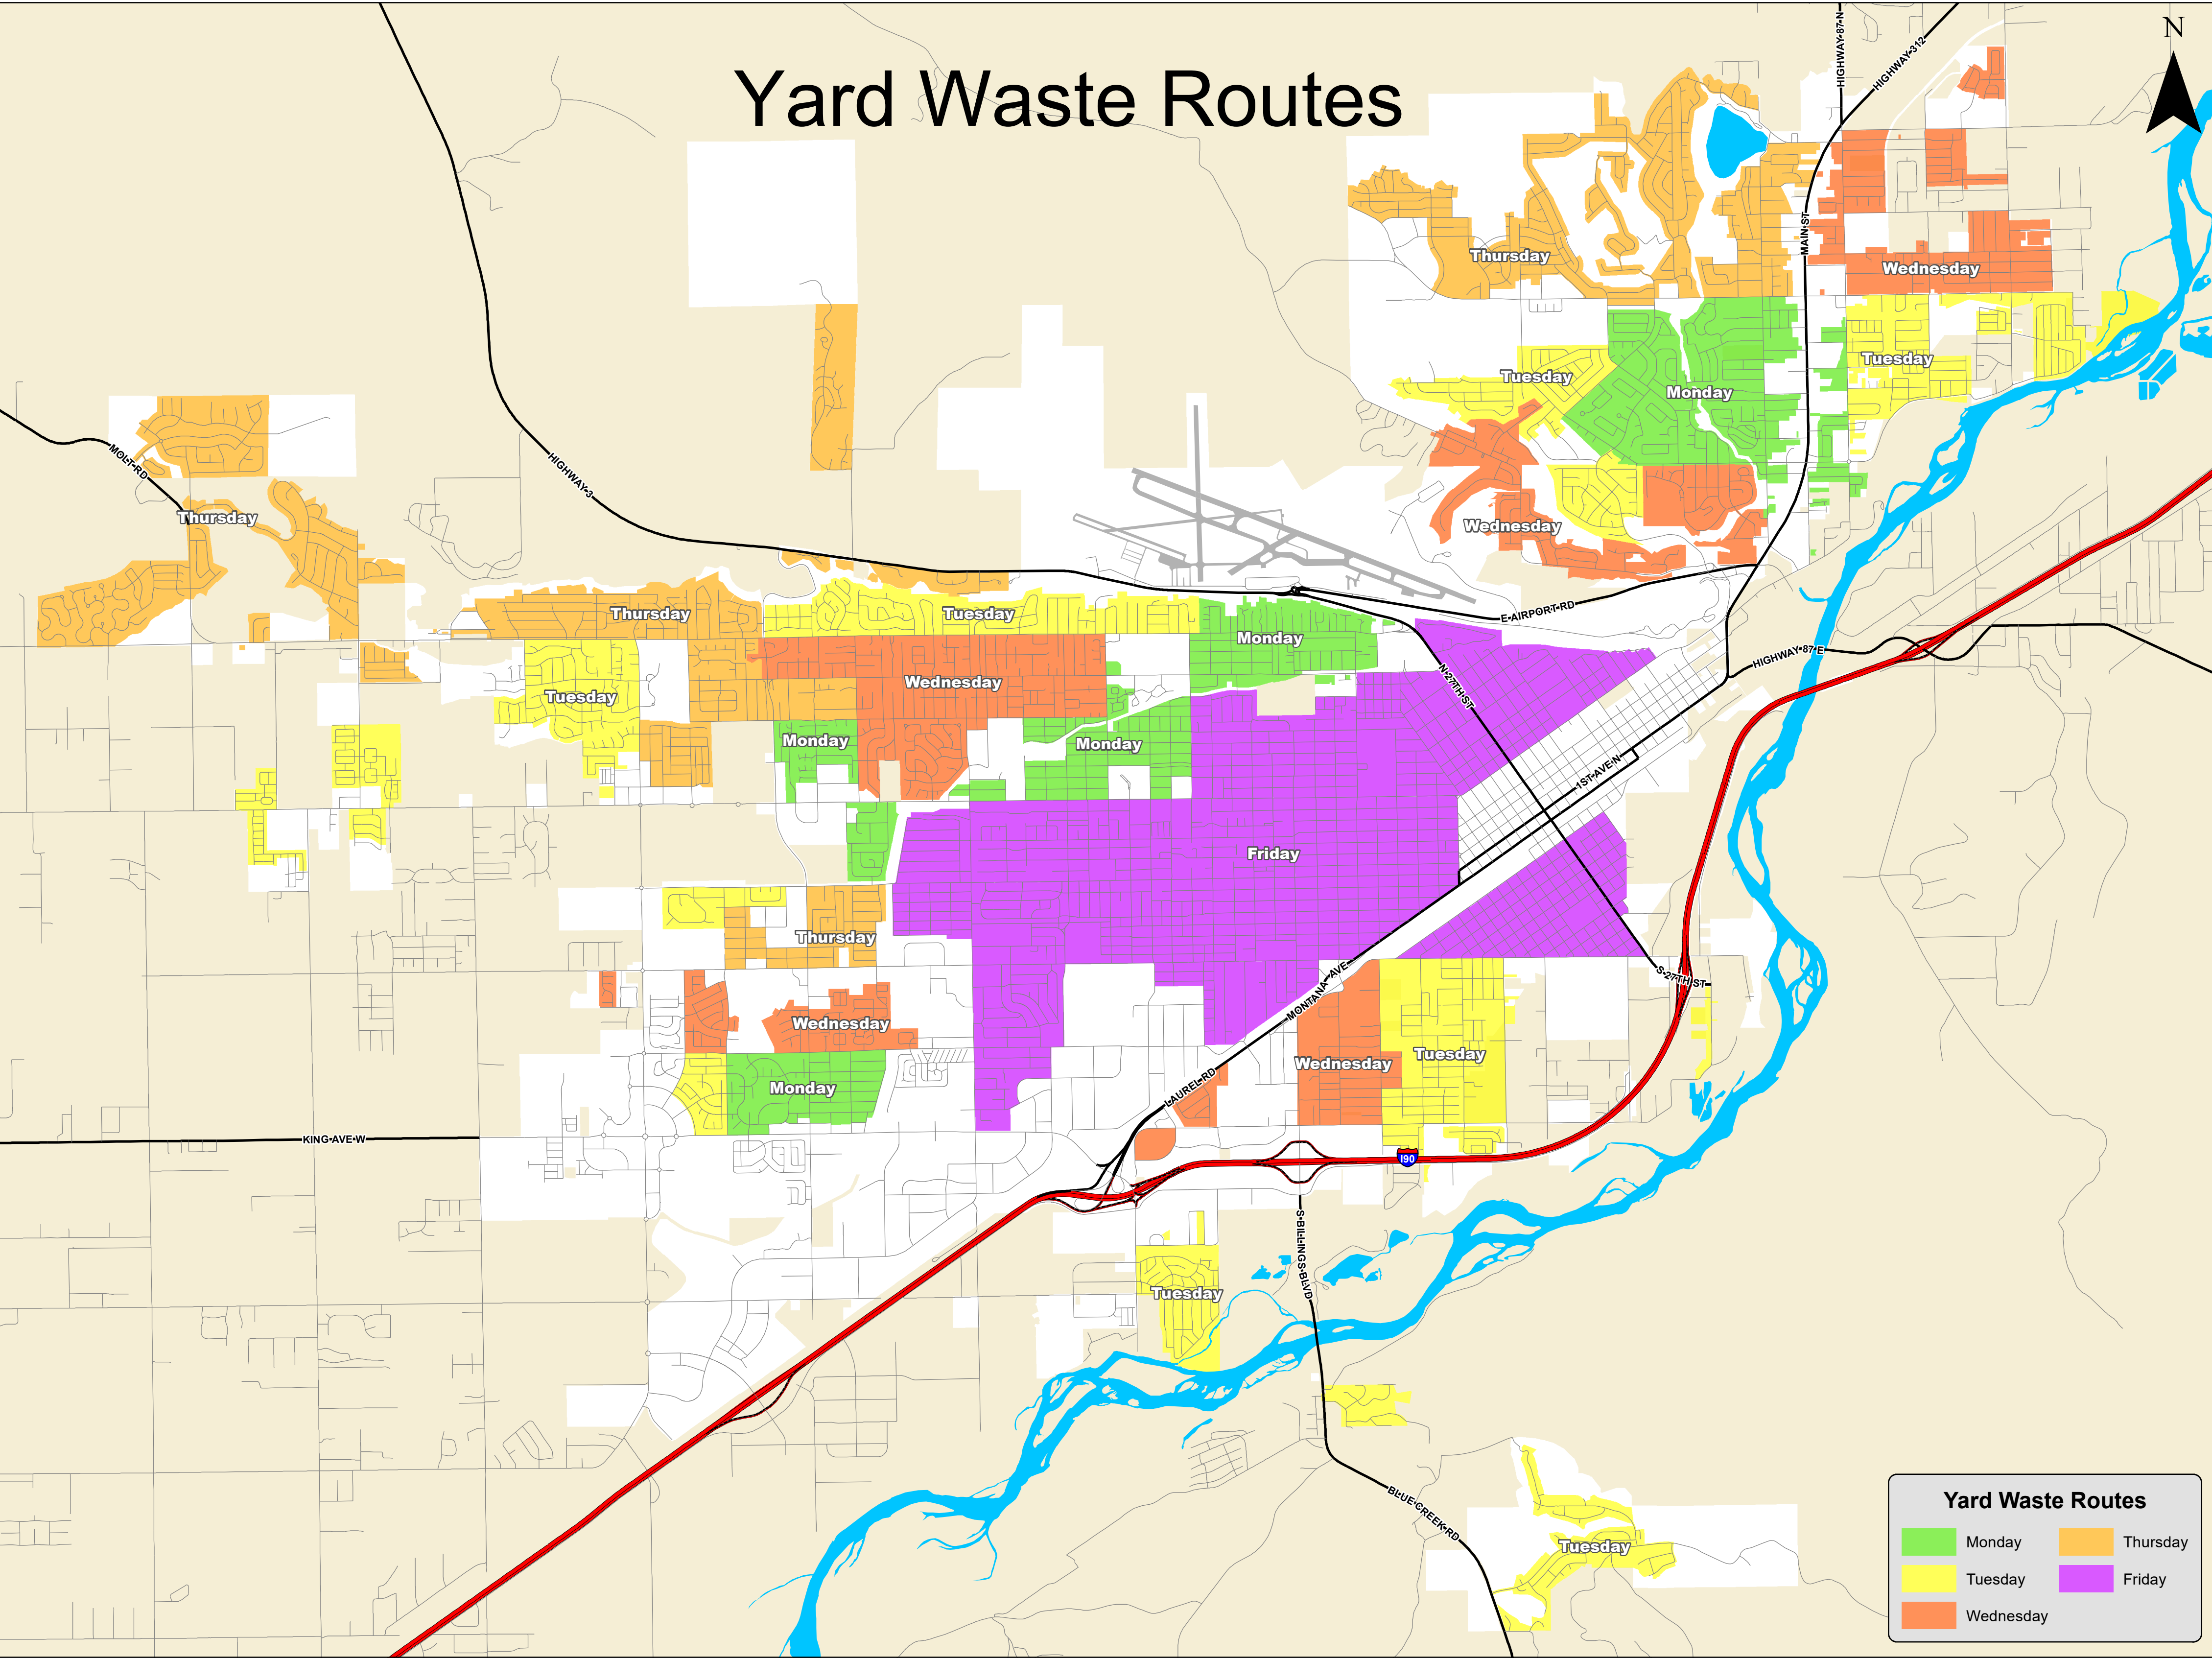 Yard Waste Routes
N
HIGHWAY 87 N
HIGHWAY 312
MAIN ST
Thursday
Wednesday
Tuesday
Tuesday
Monday
MOLT RD
HIGHWAY 3
Thursday
Wednesday
Thursday
Tuesday
Monday
E AIRPORT RD
HIGHWAY 87 E
Tuesday
Wednesday
N 27TH ST
Monday
Monday
1ST AVE N
Friday
Thursday
S 27TH ST
MONTANA AVE
Wednesday
Wednesday
Tuesday
Monday
LAUREL RD
KING AVE W
I90
S BILLINGS BLVD
Tuesday
BLUE CREEK RD
Tuesday
Yard Waste Routes
Monday
Thursday
Tuesday
Friday
Wednesday